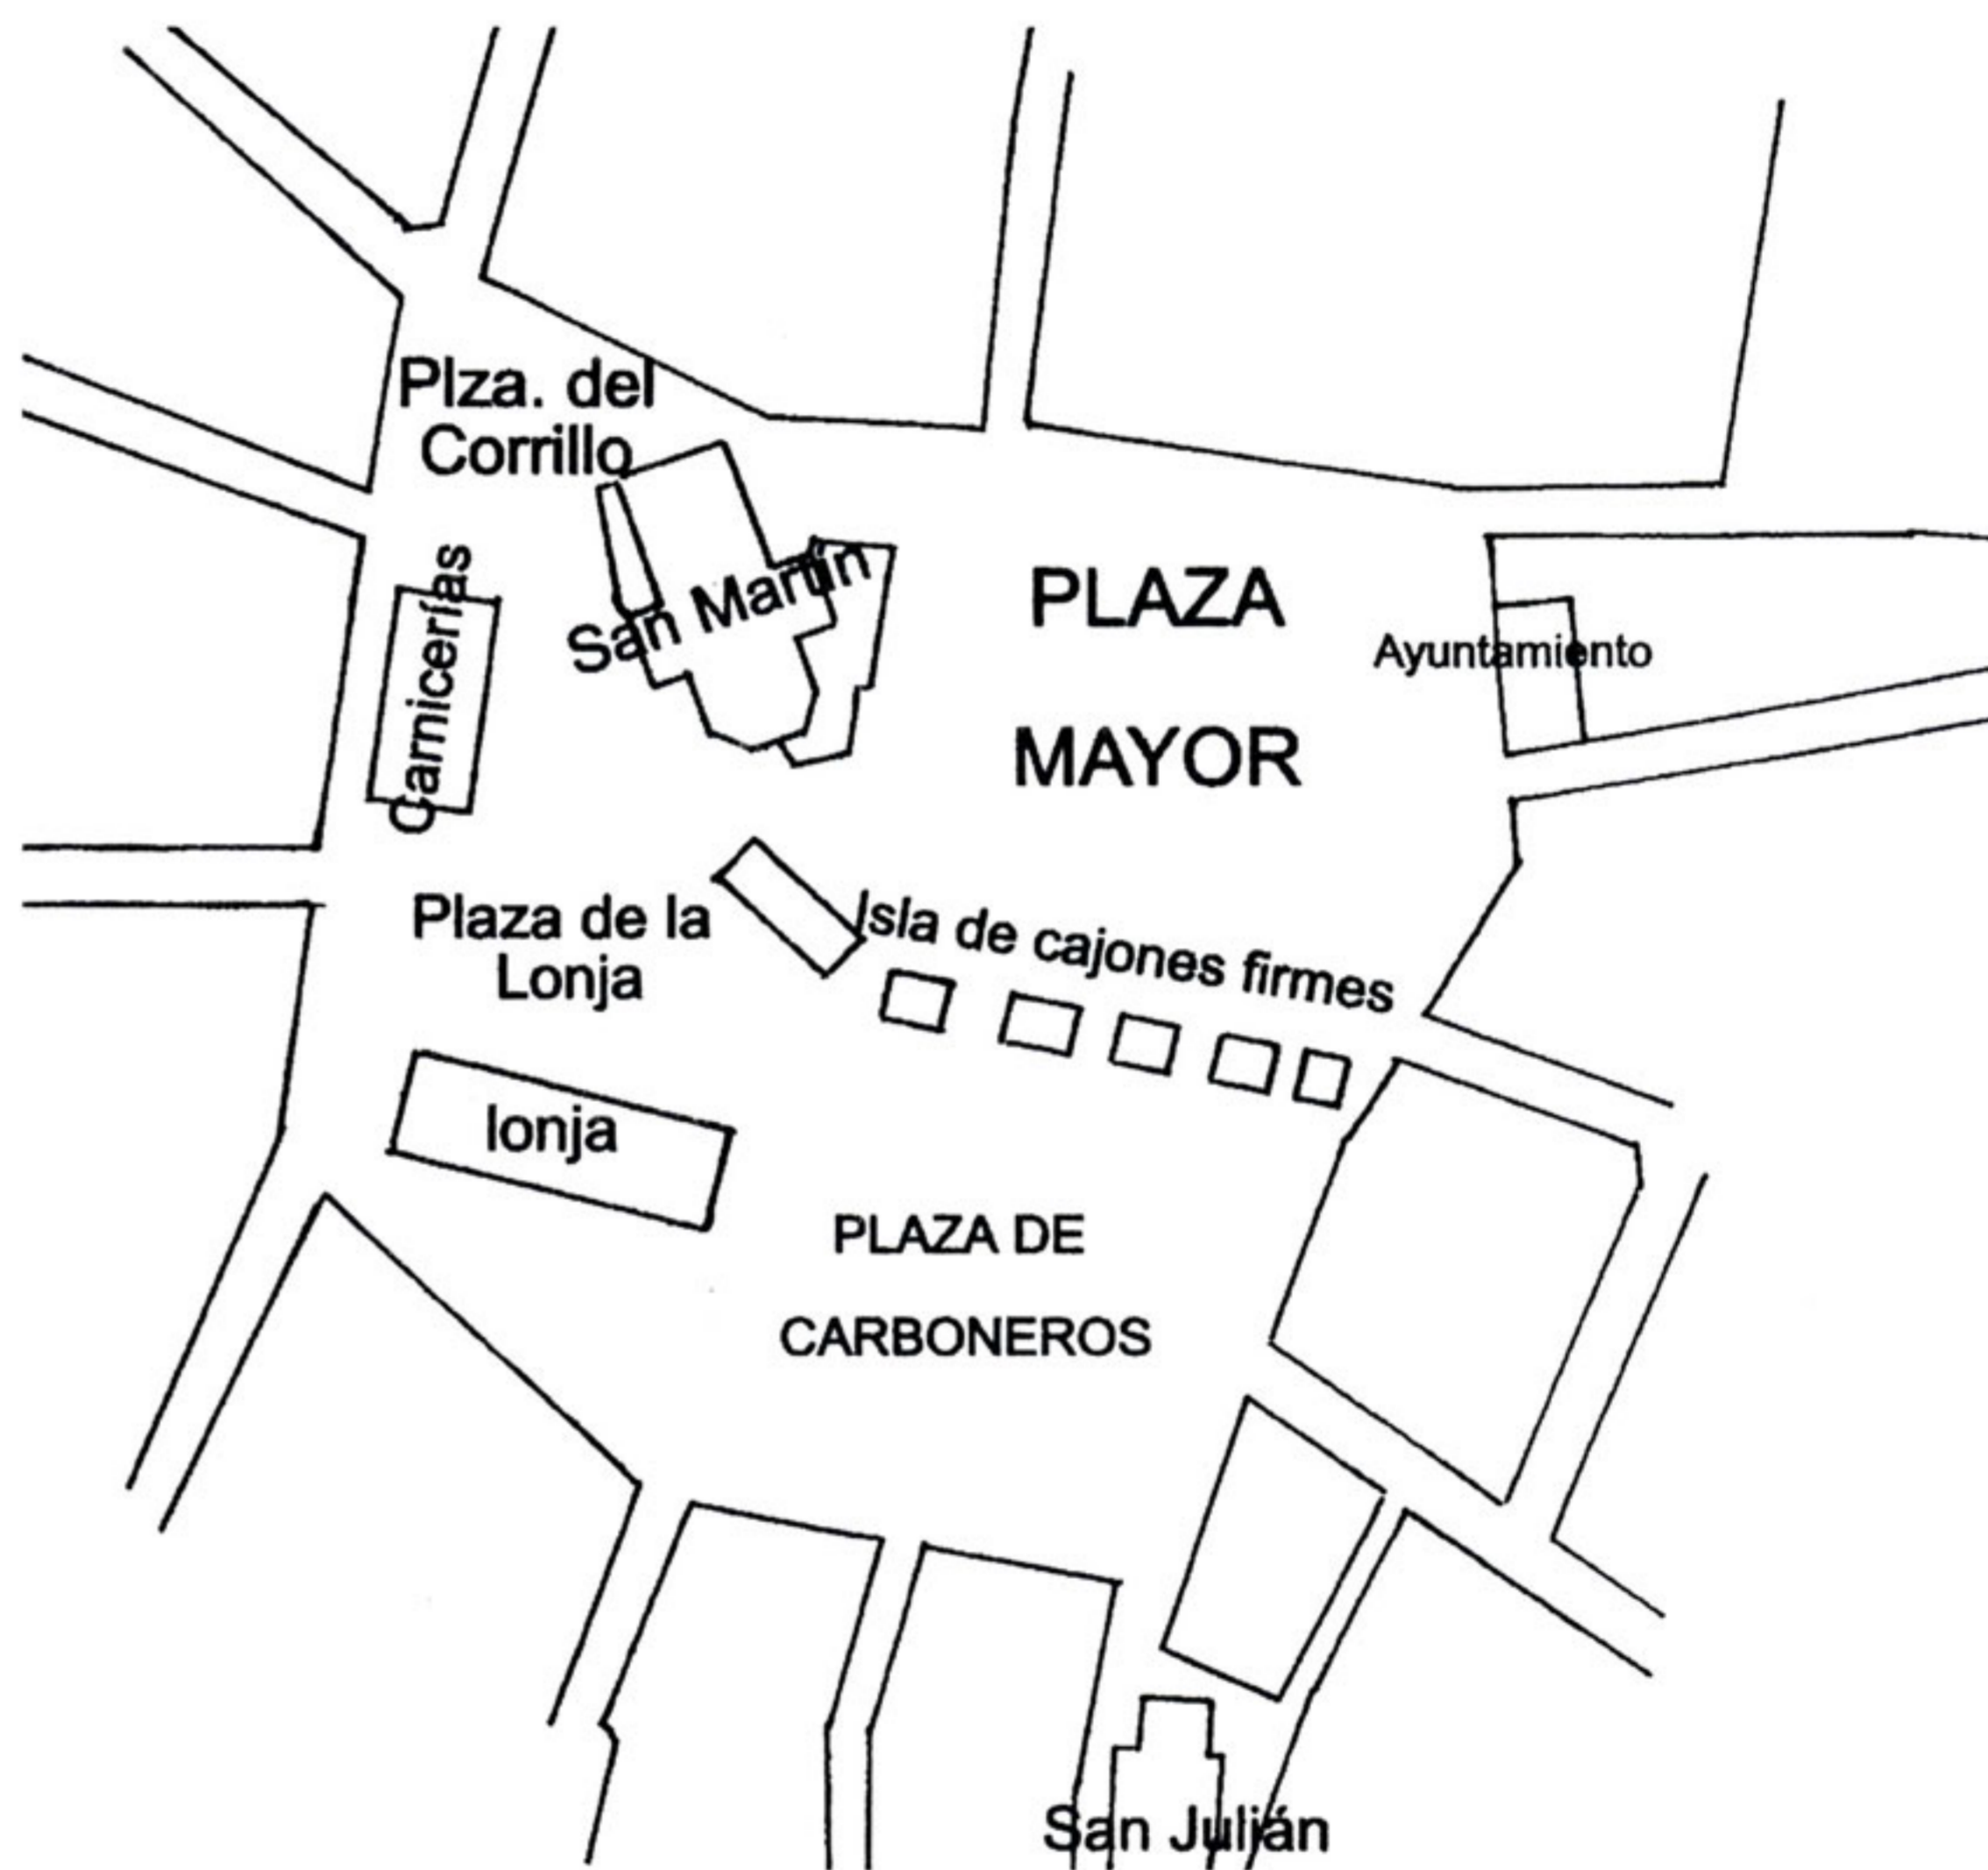 Plza. del
Corrillo
San Martín
Carnicerías
PLAZA
MAYOR
Ayuntamiento
Plaza de la
Lonja
Isla de cajones firmes
lonja
PLAZA DE
CARBONEROS
San Julián